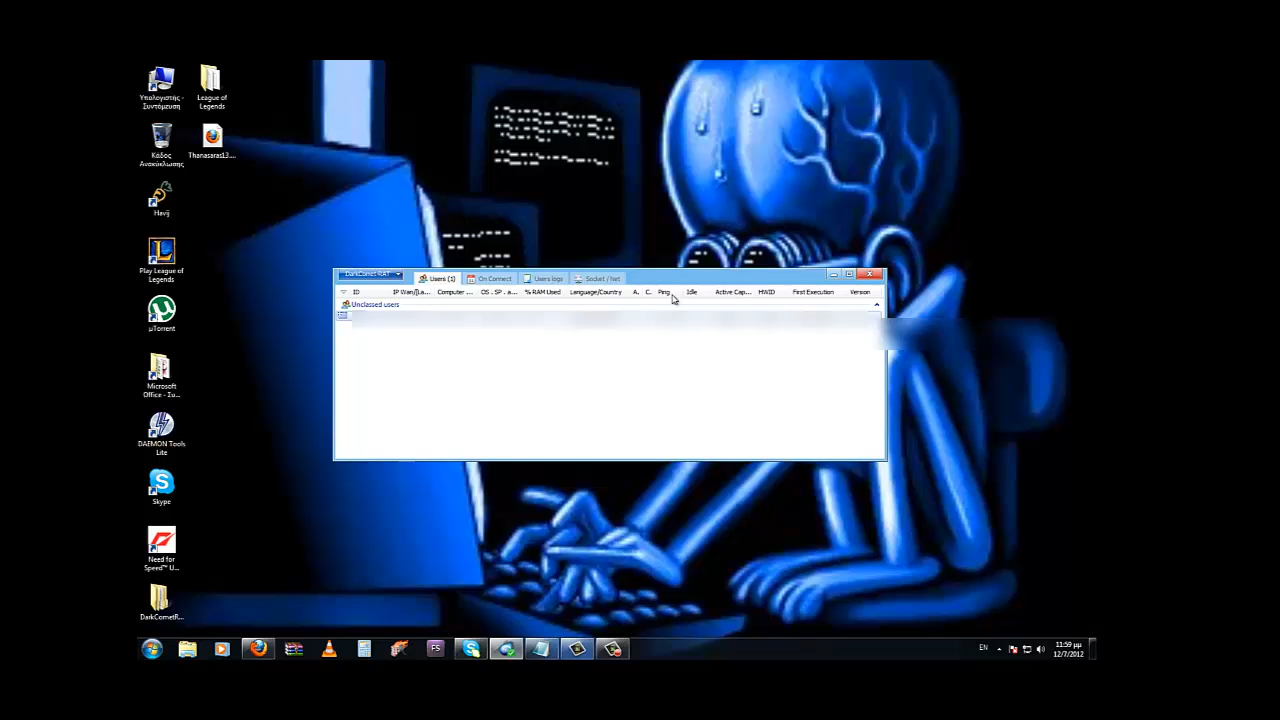 Υπολογιστής -
Συντόμευση
League of
Legends
Κάδος
Ανακύκλωσης
Thanasaras13....
Havij
Play League of
Legends
µTorrent
Microsoft
Office - Συ...
DAEMON Tools
Lite
Skype
Need for
Speed™ U...
DarkCometR...
DarkComet-RAT
Users (1)
On Connect
Users logs
Socket / Net
ID
IP Wan/[La...
Computer ...
OS . SP . a...
% RAM Used
Language/Country
A.
C.
Ping
Idle
Active Cap...
HWID
First Execution
Version
Unclassed users
FS
EN
11:59 μμ
12/7/2012